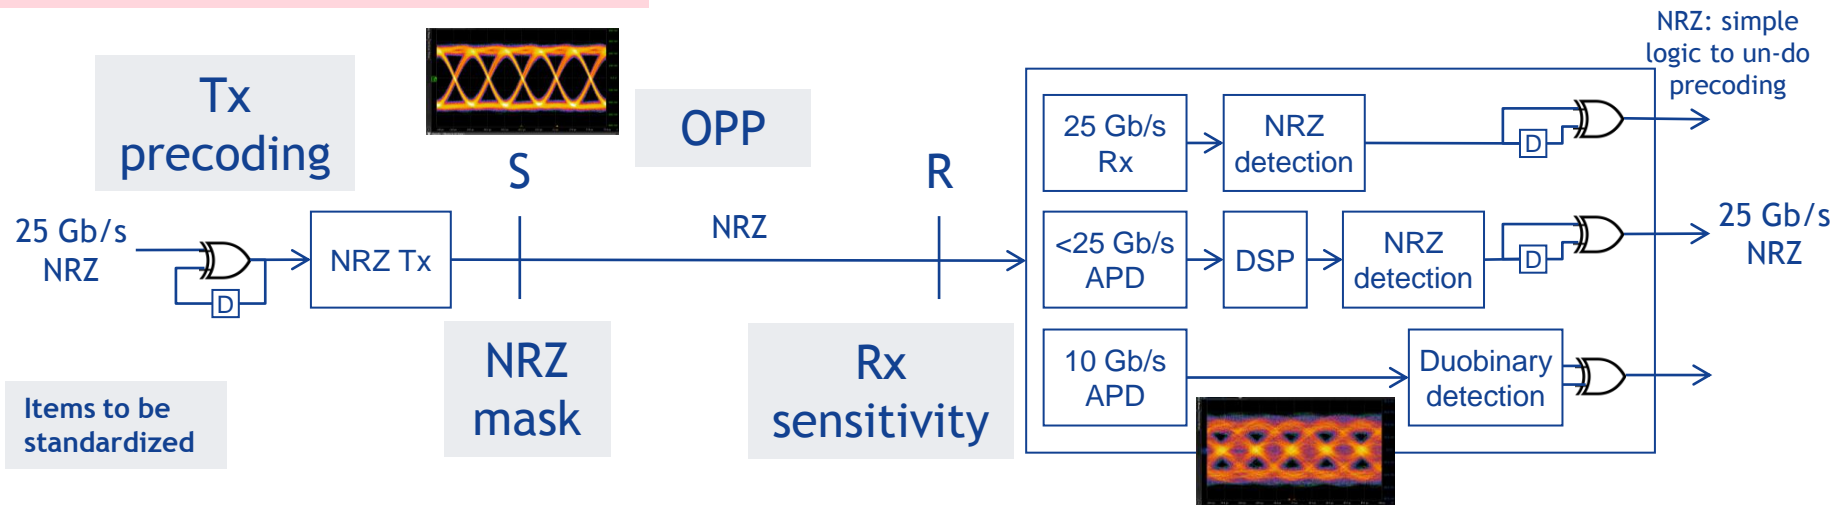 NRZ: simple
logic to un-do
precoding
Tx
precoding
OPP
S
R
25 Gb/s
Rx
NRZ
detection
D
25 Gb/s
NRZ
D
NRZ Tx
NRZ
<25 Gb/s
APD
DSP
NRZ
detection
D
25 Gb/s
NRZ
NRZ
mask
Rx
sensitivity
10 Gb/s
APD
Duobinary
detection
Items to be
standardized